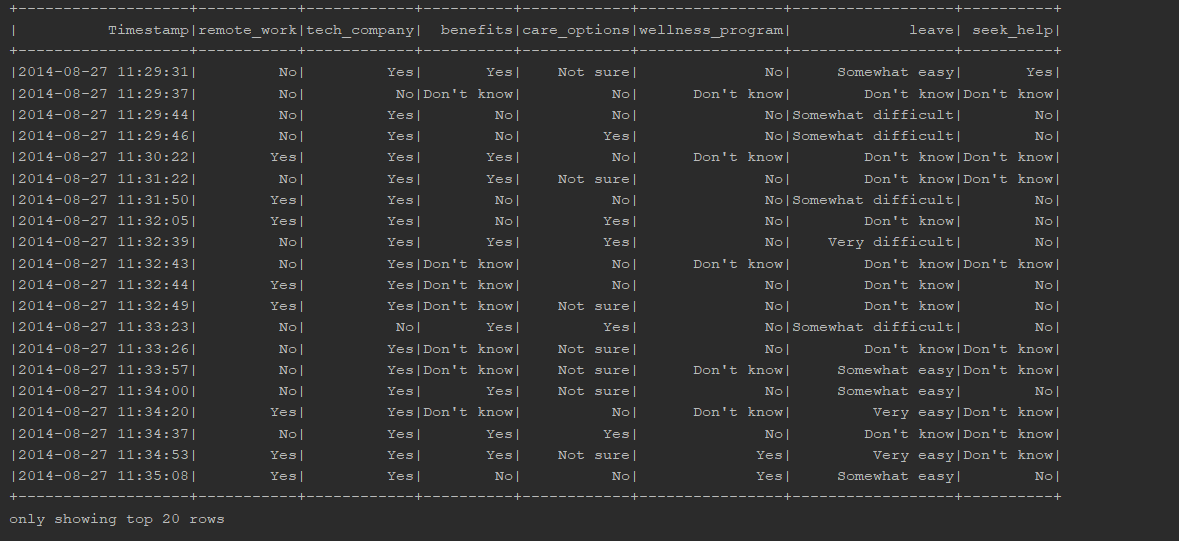 +-------------------+-----------+------------+----------+------------+----------------+------------------+----------+
|          Timestamp|remote_work|tech_company|  benefits|care_options|wellness_program|             leave| seek_help|
+-------------------+-----------+------------+----------+------------+----------------+------------------+----------+
|2014-08-27 11:29:31|         No|         Yes|       Yes|    Not sure|              No|     Somewhat easy|       Yes|
|2014-08-27 11:29:37|         No|          No|Don't know|          No|      Don't know|        Don't know|Don't know|
|2014-08-27 11:29:44|         No|         Yes|        No|          No|              No|Somewhat difficult|        No|
|2014-08-27 11:29:46|         No|         Yes|        No|         Yes|              No|Somewhat difficult|        No|
|2014-08-27 11:30:22|        Yes|         Yes|       Yes|          No|      Don't know|        Don't know|Don't know|
|2014-08-27 11:31:22|         No|         Yes|       Yes|    Not sure|              No|        Don't know|Don't know|
|2014-08-27 11:31:50|        Yes|         Yes|        No|          No|              No|Somewhat difficult|        No|
|2014-08-27 11:32:05|        Yes|         Yes|        No|         Yes|              No|        Don't know|        No|
|2014-08-27 11:32:39|         No|         Yes|       Yes|         Yes|              No|    Very difficult|        No|
|2014-08-27 11:32:43|         No|         Yes|Don't know|          No|      Don't know|        Don't know|Don't know|
|2014-08-27 11:32:44|        Yes|         Yes|Don't know|          No|              No|        Don't know|        No|
|2014-08-27 11:32:49|        Yes|         Yes|Don't know|    Not sure|              No|        Don't know|        No|
|2014-08-27 11:33:23|         No|          No|       Yes|         Yes|              No|Somewhat difficult|        No|
|2014-08-27 11:33:26|         No|         Yes|Don't know|    Not sure|              No|        Don't know|Don't know|
|2014-08-27 11:33:57|         No|         Yes|Don't know|    Not sure|      Don't know|     Somewhat easy|Don't know|
|2014-08-27 11:34:00|         No|         Yes|       Yes|    Not sure|              No|     Somewhat easy|        No|
|2014-08-27 11:34:20|        Yes|         Yes|Don't know|          No|      Don't know|         Very easy|Don't know|
|2014-08-27 11:34:37|         No|         Yes|       Yes|         Yes|              No|        Don't know|Don't know|
|2014-08-27 11:34:53|        Yes|         Yes|       Yes|    Not sure|             Yes|         Very easy|Don't know|
|2014-08-27 11:35:08|        Yes|         Yes|        No|          No|             Yes|     Somewhat easy|        No|
+-------------------+-----------+------------+----------+------------+----------------+------------------+----------+
only showing top 20 rows